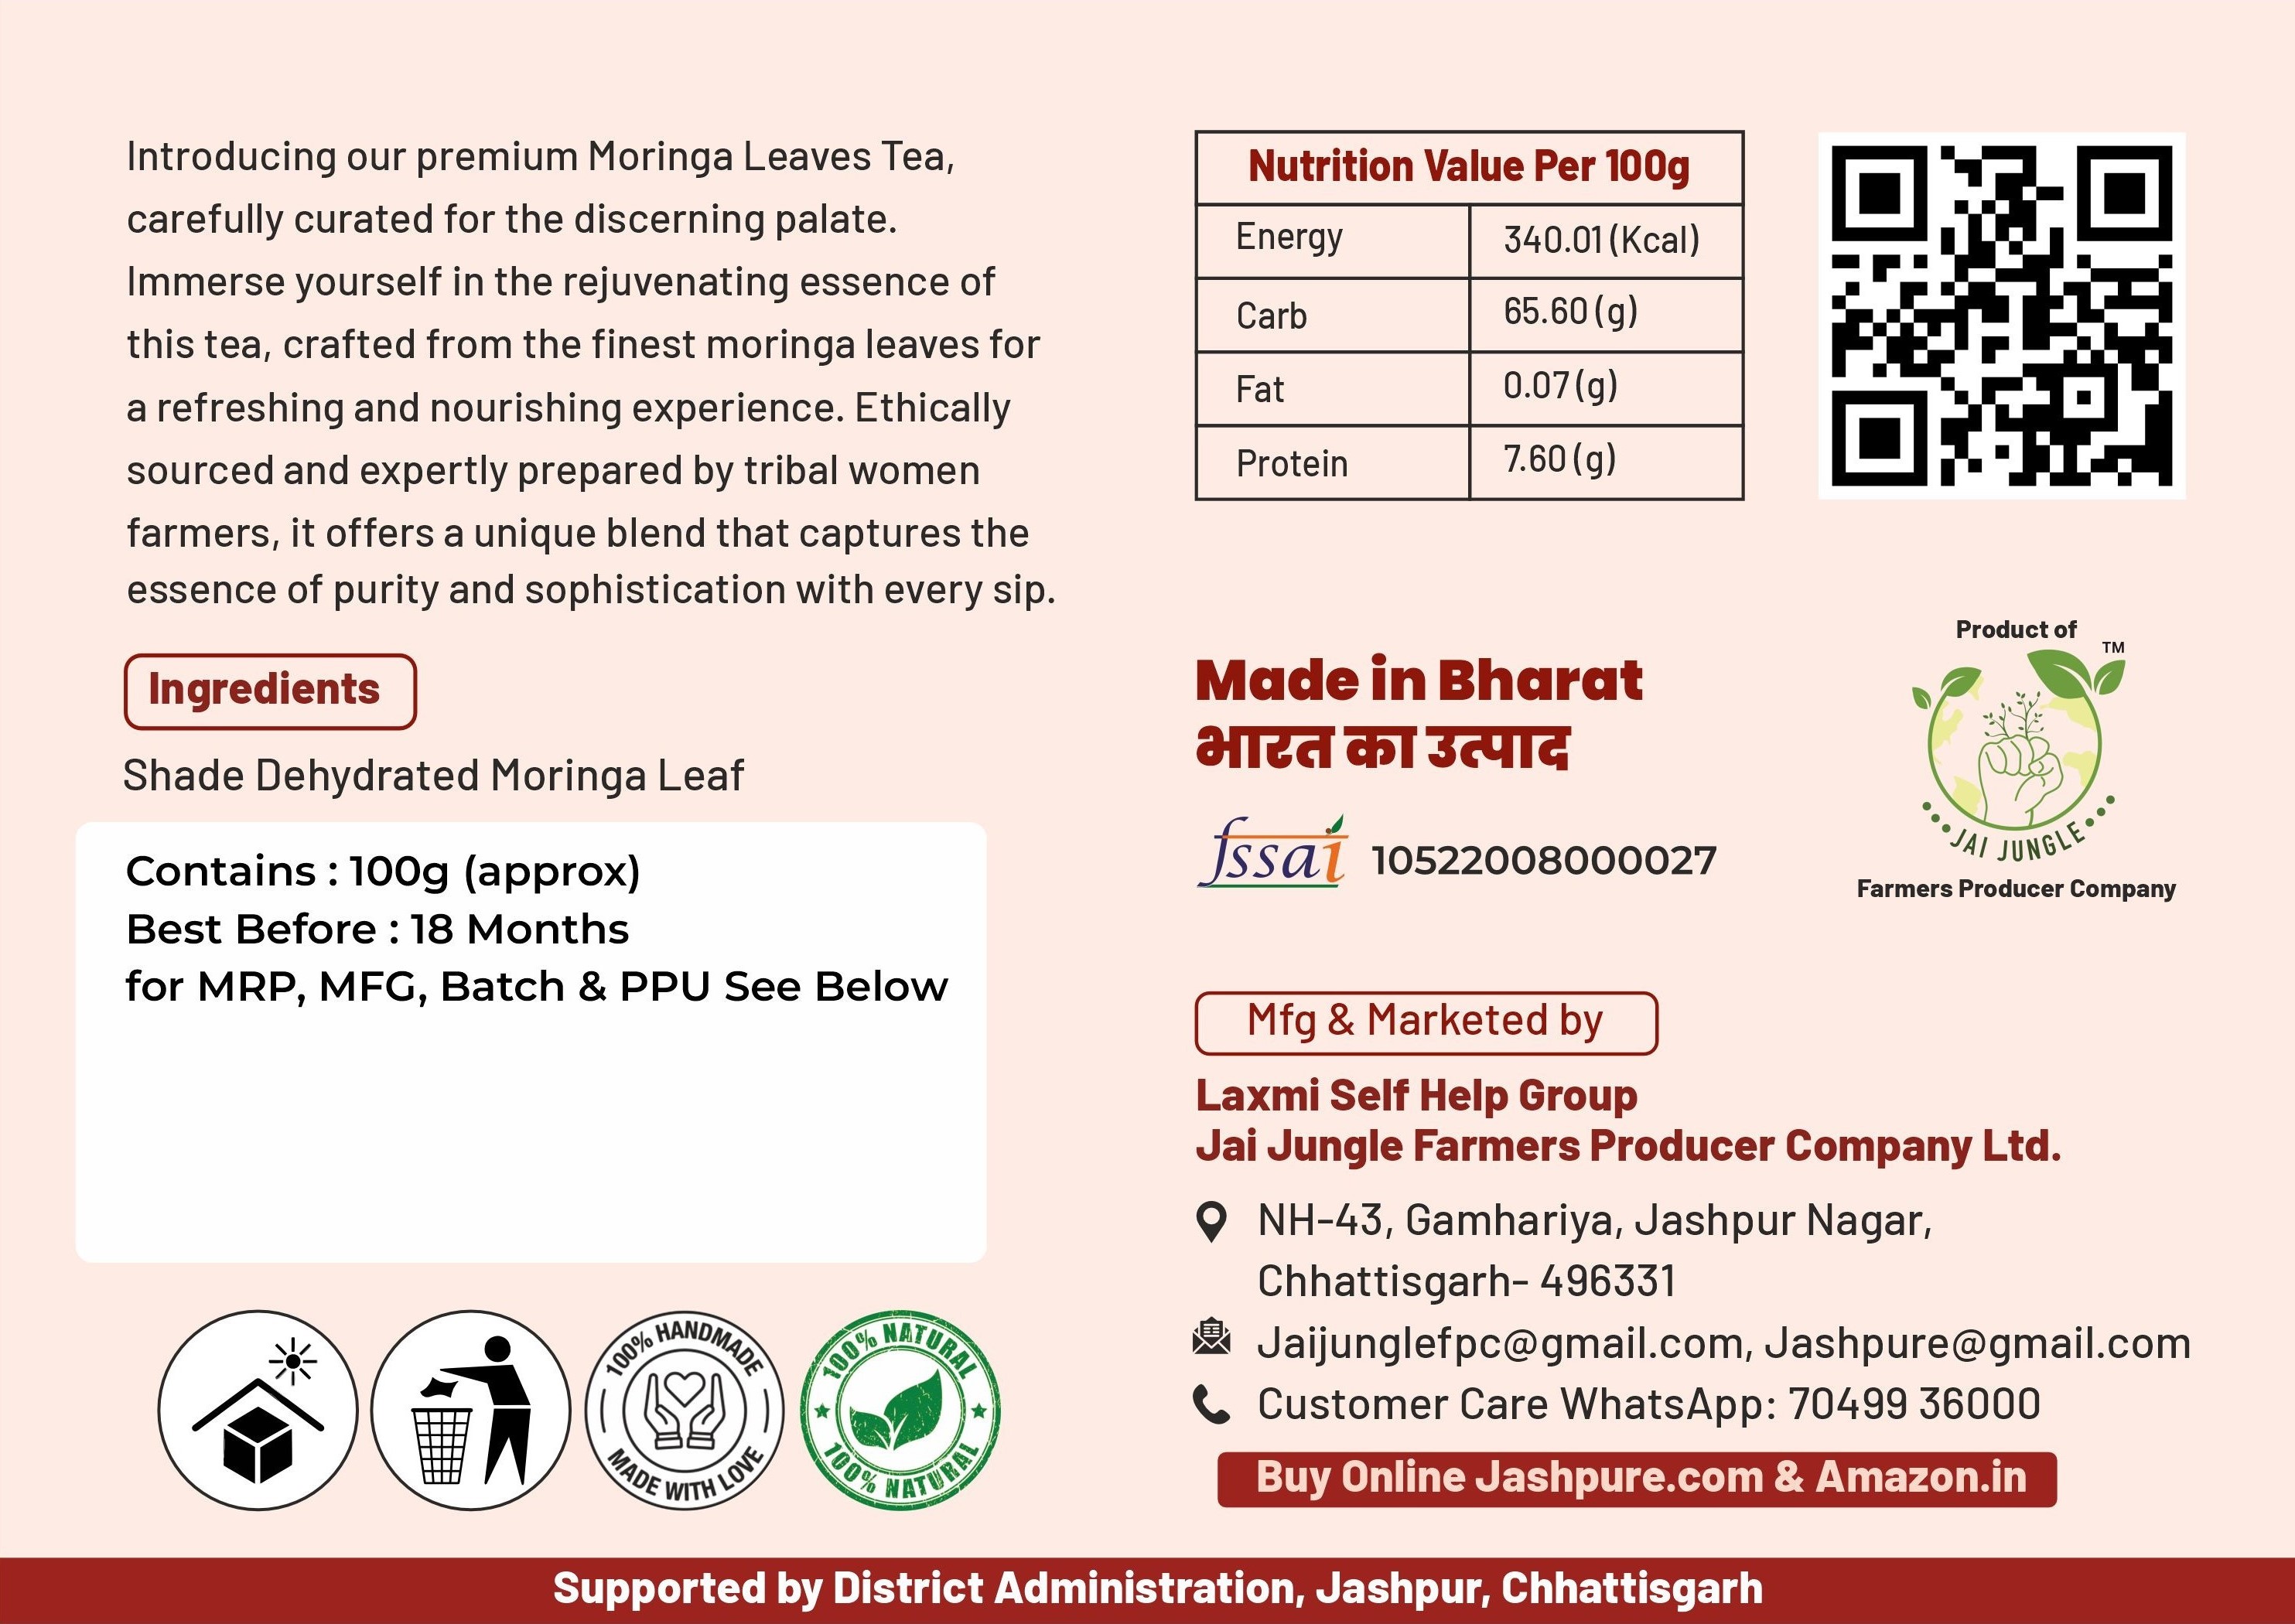 Introducing our premium Moringa Leaves Tea,
carefully curated for the discerning palate.
Immerse yourself in the rejuvenating essence of
this tea, crafted from the finest moringa leaves for
a refreshing and nourishing experience. Ethically
sourced and expertly prepared by tribal women
farmers, it offers a unique blend that captures the
essence of purity and sophistication with every sip.
Ingredients
Shade Dehydrated Moringa Leaf
Contains : 100g (approx)
Best Before : 18 Months
for MRP, MFG, Batch & PPU See Below
100% HANDMADE
MADE WITH LOVE
100% NATURAL
100% NATURAL
Nutrition Value Per 100g
Energy 340.01 (Kcal)
Carb 65.60 (g)
Fat 0.07 (g)
Protein 7.60 (g)
Made in Bharat
भारत का उत्पाद
fssai 10522008000027
Product of
TM
JAI JUNGLE
Farmers Producer Company
Mfg & Marketed by
Laxmi Self Help Group
Jai Jungle Farmers Producer Company Ltd.
NH-43, Gamhariya, Jashpur Nagar,
Chhattisgarh- 496331
Jaijunglefpc@gmail.com, Jashpure@gmail.com
Customer Care WhatsApp: 70499 36000
Buy Online Jashpure.com & Amazon.in
Supported by District Administration, Jashpur, Chhattisgarh